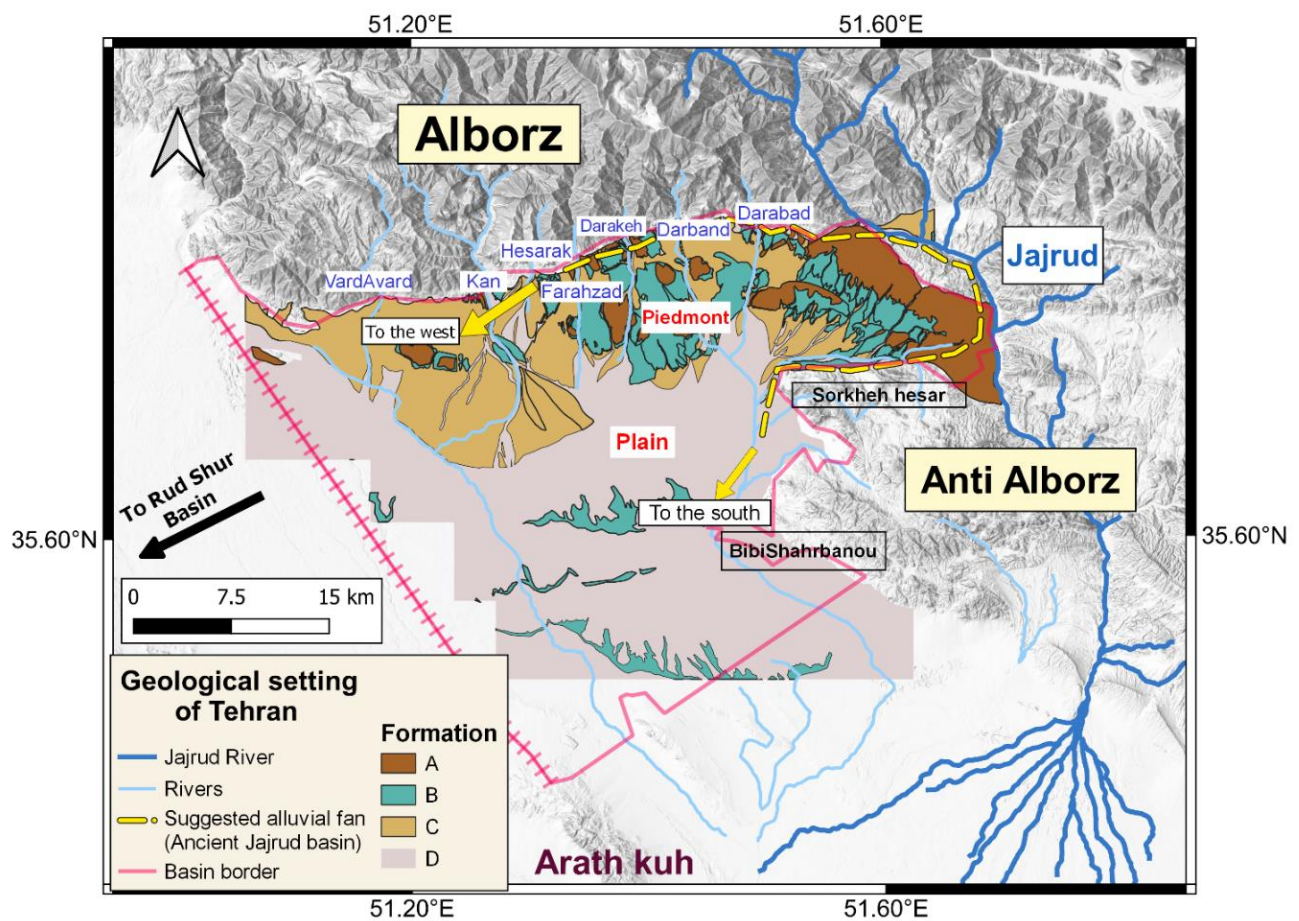 51.20°E
51.60°E
Alborz
Darakeh
Darabad
Darband
Hesarak
Jajrud
VardAvard
Kan
Farahzad
Piedmont
To the west
Sorkheh hesar
Plain
Anti Alborz
To Rud Shur
Basin
To the south
35.60°N
35.60°N
BibiShahrbanou
0
7.5
15 km
Geological setting
of Tehran
Jajrud River
Rivers
Suggested alluvial fan
(Ancient Jajrud basin)
Basin border
Formation
A
B
C
D
Arath kuh
51.20°E
51.60°E